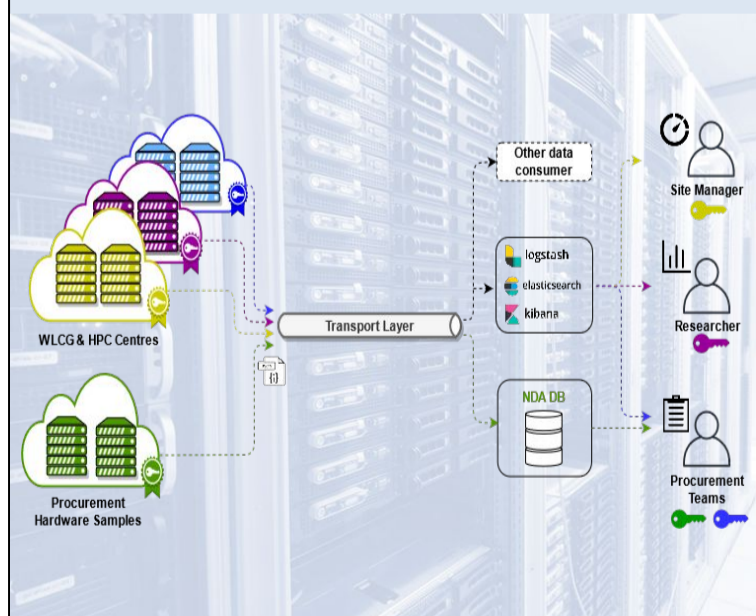 Other data
consumer
Site Manager
logstash
elasticsearch
kibana
WLCG & HPC Centres
Transport Layer
Researcher
{i}
NDA DB
Procurement
Hardware Samples
Procurement
Teams